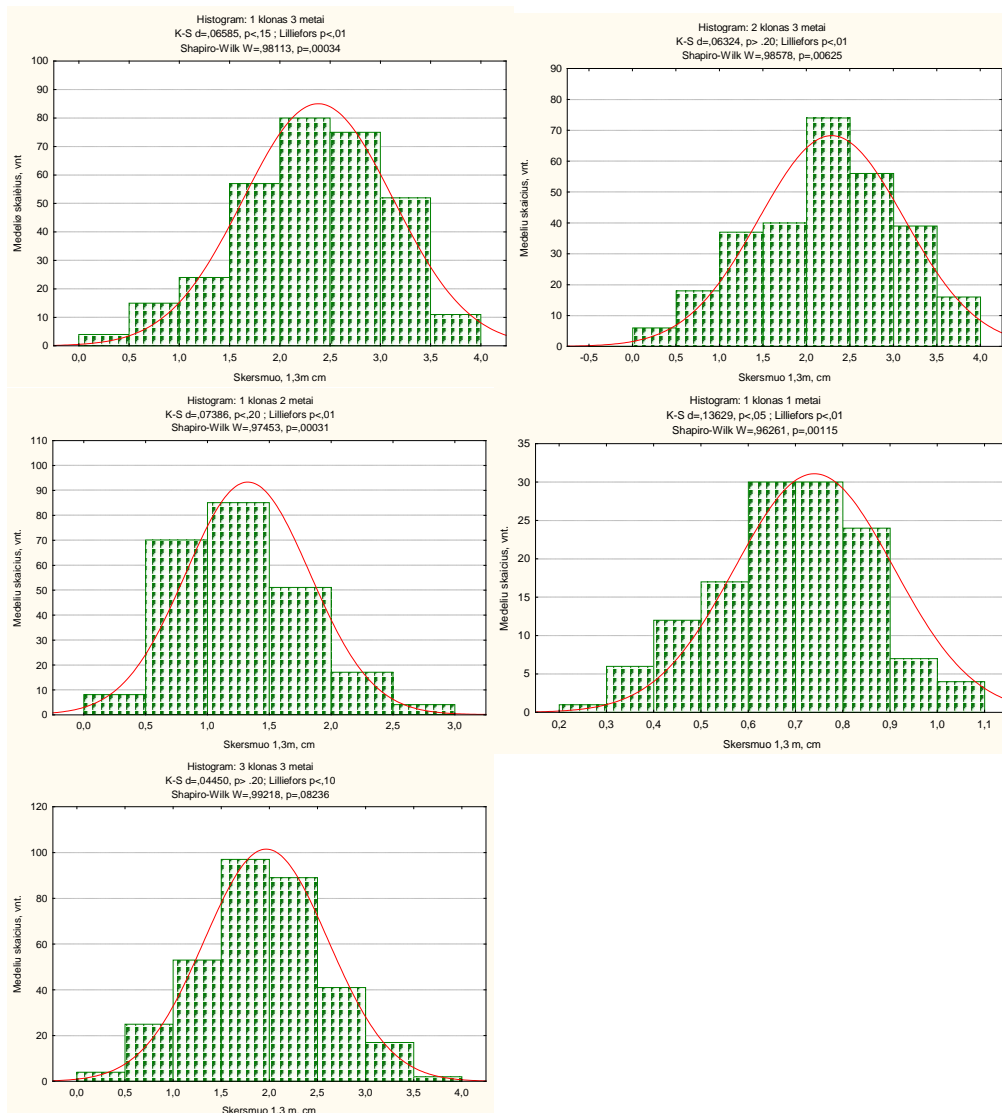 Histogram: 1 klonas 3 metai
K-S d=,06585, p<,15 ; Lilliefors p<,01
Shapiro-Wilk W=,98113, p=,00034
100
90
80
70
60
50
40
30
20
10
0
Medeliø skaièius, vnt
0,0 0,5 1,0 1,5 2,0 2,5 3,0 3,5 4,0
Skersmuo, 1,3m cm
Histogram: 2 klonas 3 metai
K-S d=,06324, p> .20; Lilliefors p<,01
Shapiro-Wilk W=,98578, p=,00625
90
80
70
60
50
40
30
20
10
0
Medeliu skaicius, vnt.
-0,5 0,0 0,5 1,0 1,5 2,0 2,5 3,0 3,5 4,0
Skersmuo 1,3m, cm
Histogram: 1 klonas 2 metai
K-S d=,07386, p<,20 ; Lilliefors p<,01
Shapiro-Wilk W=,97453, p=,00031
110
100
90
80
70
60
50
40
30
20
10
0
Medeliu skaicius, vnt.
0,0 0,5 1,0 1,5 2,0 2,5 3,0
Skersmuo 1,3m, cm
Histogram: 1 klonas 1 metai
K-S d=,13629, p<,05 ; Lilliefors p<,01
Shapiro-Wilk W=,96261, p=,00115
35
30
25
20
15
10
5
0
Medeliu skaicius, vnt.
0,2 0,3 0,4 0,5 0,6 0,7 0,8 0,9 1,0 1,1
Skersmuo 1,3 m, cm
Histogram: 3 klonas 3 metai
K-S d=,04450, p> .20; Lilliefors p<,10
Shapiro-Wilk W=,99218, p=,08236
120
100
80
60
40
20
0
Medeliu skaicius, vnt.
0,0 0,5 1,0 1,5 2,0 2,5 3,0 3,5 4,0
Skersmuo 1,3 m, cm